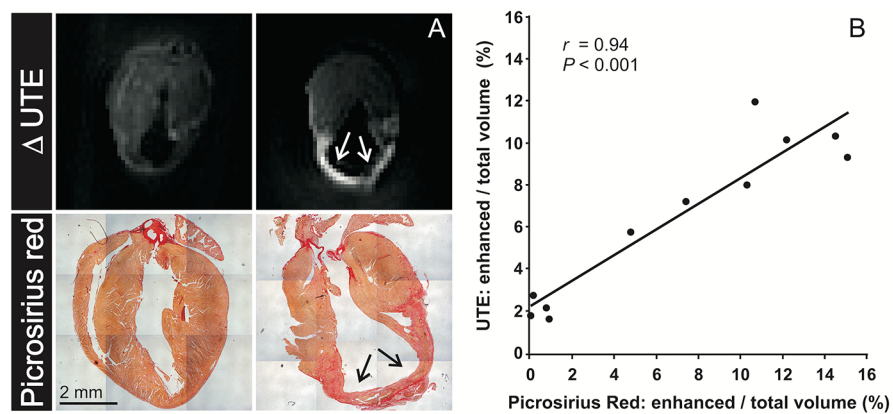 A
Δ UTE
Picrosirius red
2 mm
B
r = 0.94
P < 0.001
UTE: enhanced / total volume (%)
16
14
12
10
8
6
4
2
0
0 2 4 6 8 10 12 14 16
Picrosirius Red: enhanced / total volume (%)